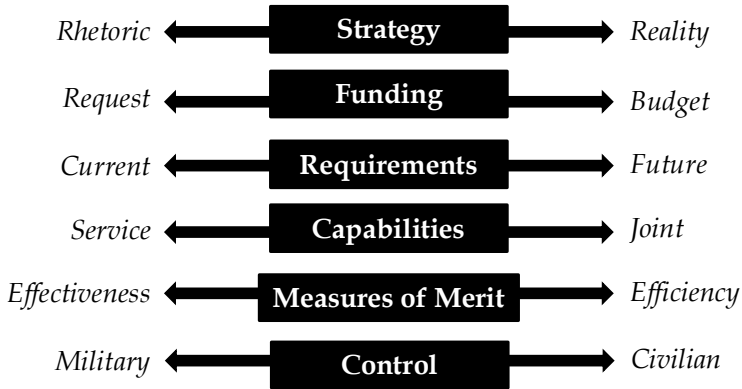 Rhetoric Strategy Reality
Request Funding Budget
Current Requirements Future
Service Capabilities Joint
Effectiveness Measures of Merit Efficiency
Military Control Civilian